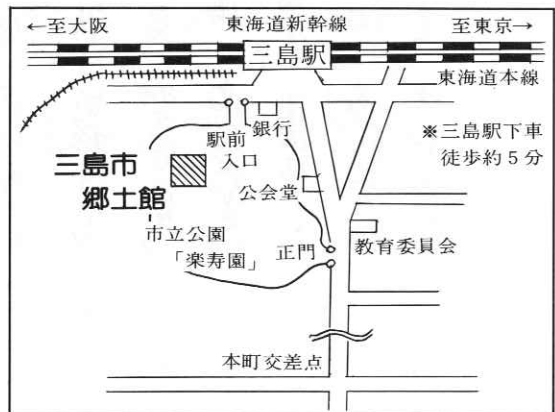 ←至大阪
東海道新幹線
至東京→
三島駅
東海道本線
駅前
入口
銀行
※三島駅下車
徒歩約5分
三島市
郷土館
公会堂
市立公園
「楽寿園」
正門
教育委員会
本町交差点